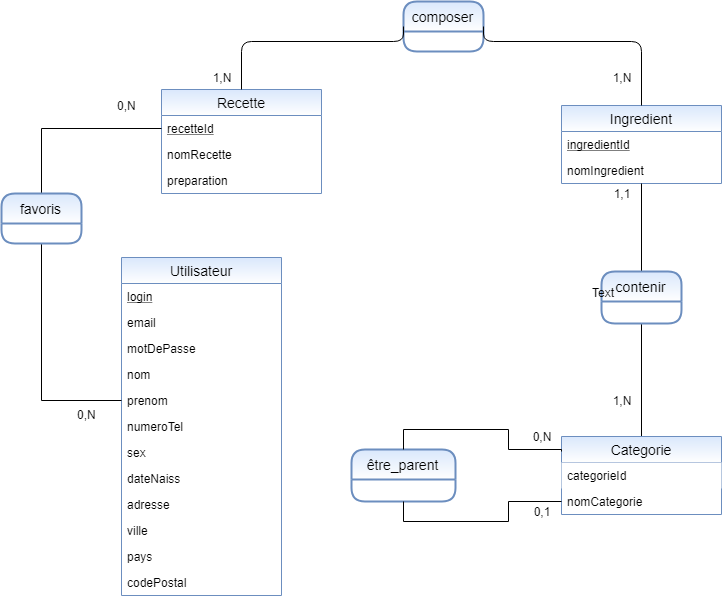 composer
1,N
1,N
0,N
Recette
recetteId
nomRecette
preparation
Ingredient
ingredientId
nomIngredient
1,1
favoris
Utilisateur
login
email
motDePasse
nom
prenom
numeroTel
sex
dateNaiss
adresse
ville
pays
codePostal
0,N
Text
contenir
1,N
être_parent
0,N
0,1
Categorie
categorieId
nomCategorie